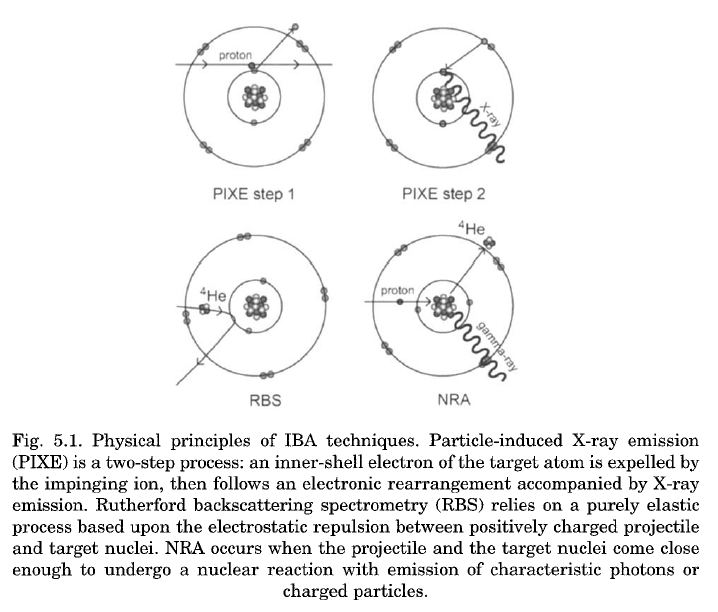 proton
X-ray
PIXE step 1
PIXE step 2
⁴He
⁴He
proton
gamma-ray
RBS
NRA
Fig. 5.1. Physical principles of IBA techniques. Particle-induced X-ray emission
(PIXE) is a two-step process: an inner-shell electron of the target atom is expelled by
the impinging ion, then follows an electronic rearrangement accompanied by X-ray
emission. Rutherford backscattering spectrometry (RBS) relies on a purely elastic
process based upon the electrostatic repulsion between positively charged projectile
and target nuclei. NRA occurs when the projectile and the target nuclei come close
enough to undergo a nuclear reaction with emission of characteristic photons or
charged particles.